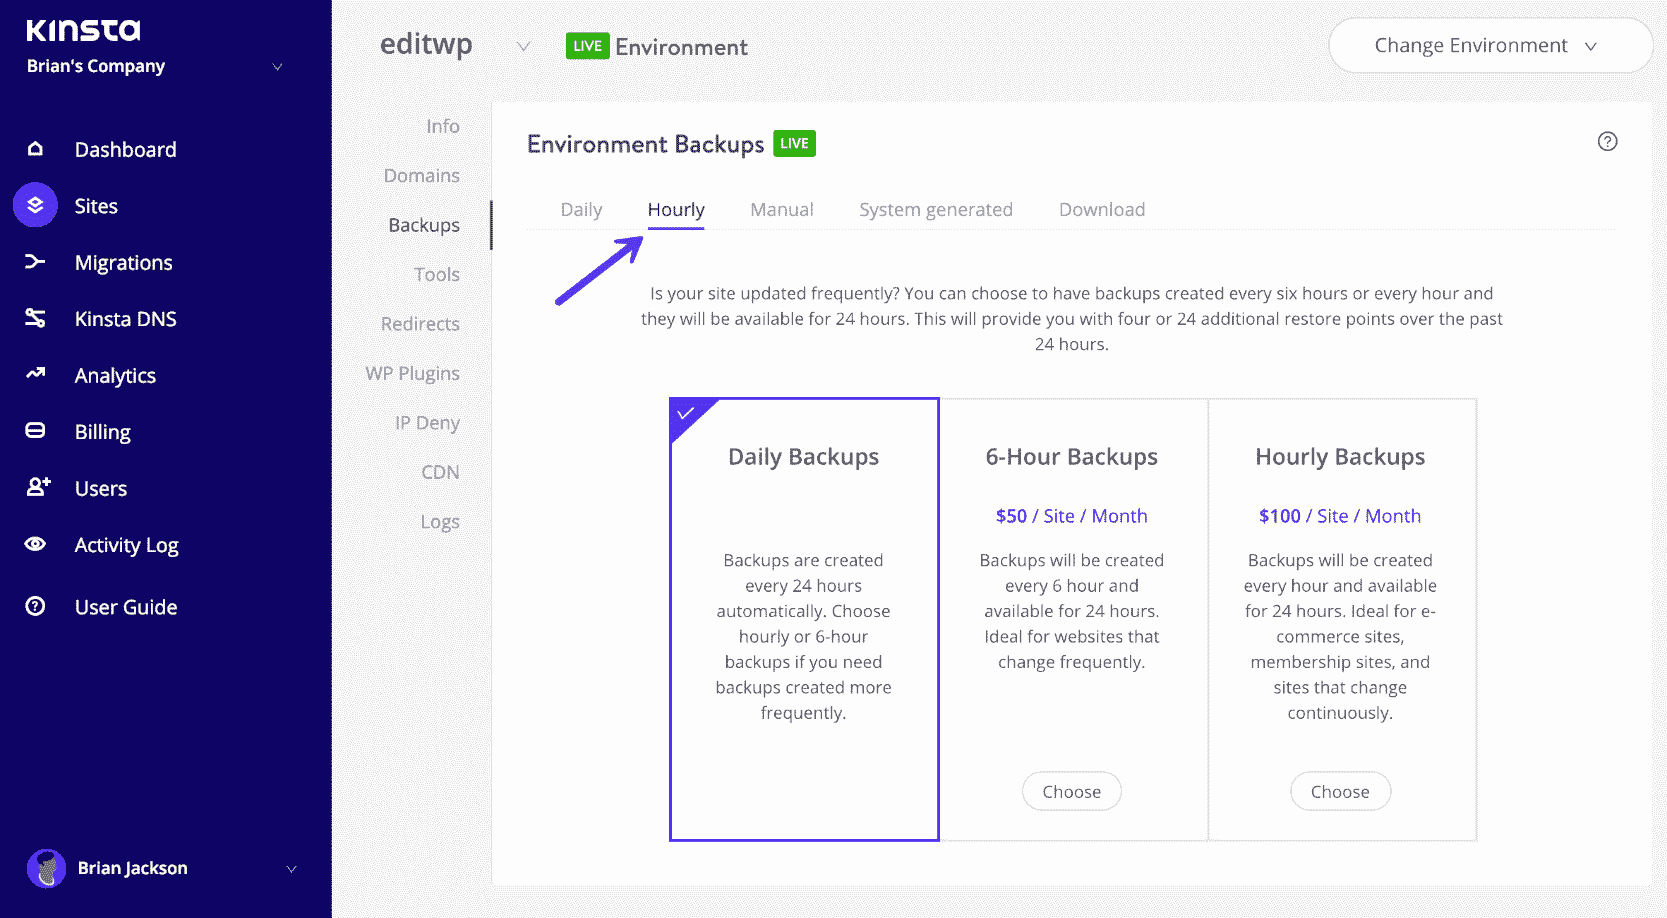 Kinsta
Brian's Company
Dashboard
Sites
Migrations
Kinsta DNS
Analytics
Billing
Users
Activity Log
User Guide
Brian Jackson
editwp
LIVE Environment
Change Environment
Info
Domains
Backups
Tools
Redirects
WP Plugins
IP Deny
CDN
Logs
Environment Backups LIVE
Daily Hourly Manual System generated Download
Is your site updated frequently? You can choose to have backups created every six hours or every hour and
they will be available for 24 hours. This will provide you with four or 24 additional restore points over the past
24 hours.
Daily Backups
Backups are created
every 24 hours
automatically. Choose
hourly or 6-hour
backups if you need
backups created more
frequently.
6-Hour Backups
$50 / Site / Month
Backups will be created
every 6 hour and
available for 24 hours.
Ideal for websites that
change frequently.
Choose
Hourly Backups
$100 / Site / Month
Backups will be created
every hour and available
for 24 hours. Ideal for e-
commerce sites,
membership sites, and
sites that change
continuously.
Choose